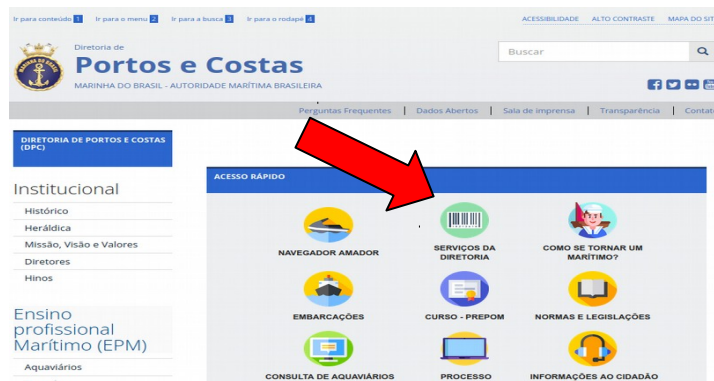 Ir para conteúdo 1 Ir para o menu 2 Ir para a busca 3 Ir para o rodapé 4
ACESSIBILIDADE ALTO CONTRASTE MAPA DO SIT
Diretoria de
Portos e Costas
MARINHA DO BRASIL - AUTORIDADE MARÍTIMA BRASILEIRA
Buscar
Perguntas Frequentes | Dados Abertos | Sala de imprensa | Transparência | Contat
DIRETORIA DE PORTOS E COSTAS
(DPC)
Institucional
Histórico
Heráldica
Missão, Visão e Valores
Diretores
Hinos
Ensino
profissional
Marítimo (EPM)
Aquaviários
ACESSO RÁPIDO
NAVEGADOR AMADOR
SERVIÇOS DA
DIRETORIA
COMO SE TORNAR UM
MARÍTIMO?
EMBARCAÇÕES
CURSO - PREPOM
NORMAS E LEGISLAÇÕES
CONSULTA DE AQUAVIÁRIOS
PROCESSO
INFORMAÇÕES AO CIDADÃO